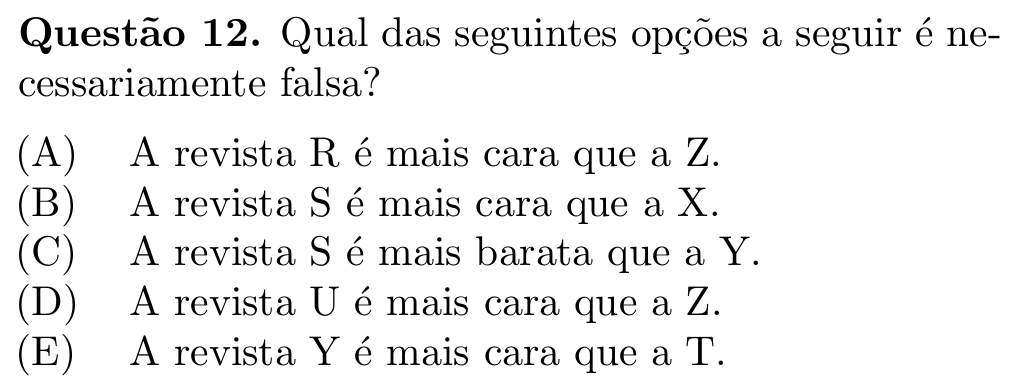 Questão 12. Qual das seguintes opções a seguir é ne-
cessariamente falsa?
(A) A revista R é mais cara que a Z.
(B) A revista S é mais cara que a X.
(C) A revista S é mais barata que a Y.
(D) A revista U é mais cara que a Z.
(E) A revista Y é mais cara que a T.